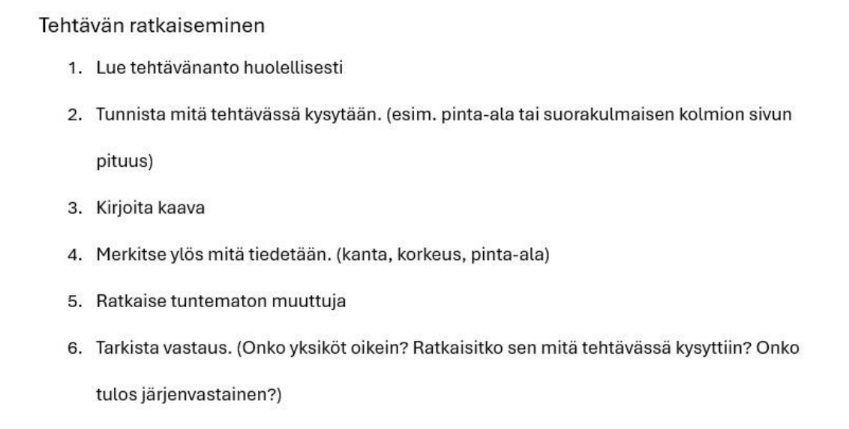 Tehtävän ratkaiseminen
1. Lue tehtävänanto huolellisesti
2. Tunnista mitä tehtävässä kysytään. (esim. pinta-ala tai suorakulmaisen kolmion sivun
pituus)
3. Kirjoita kaava
4. Merkitse ylös mitä tiedetään. (kanta, korkeus, pinta-ala)
5. Ratkaise tuntematon muuttuja
6. Tarkista vastaus. (Onko yksiköt oikein? Ratkaisitko sen mitä tehtävässä kysyttiin? Onko
tulos järjenvastainen?)